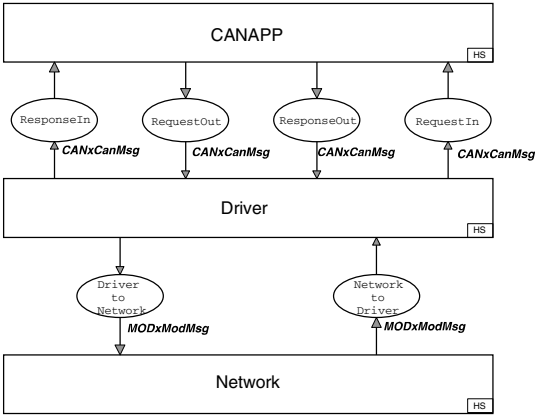 CANAPP
HS
ResponseIn
RequestOut
ResponseOut
RequestIn
CANxCanMsg
CANxCanMsg
CANxCanMsg
CANxCanMsg
Driver
HS
Driver
to
Network
Network
to
Driver
MODxModMsg
MODxModMsg
Network
HS